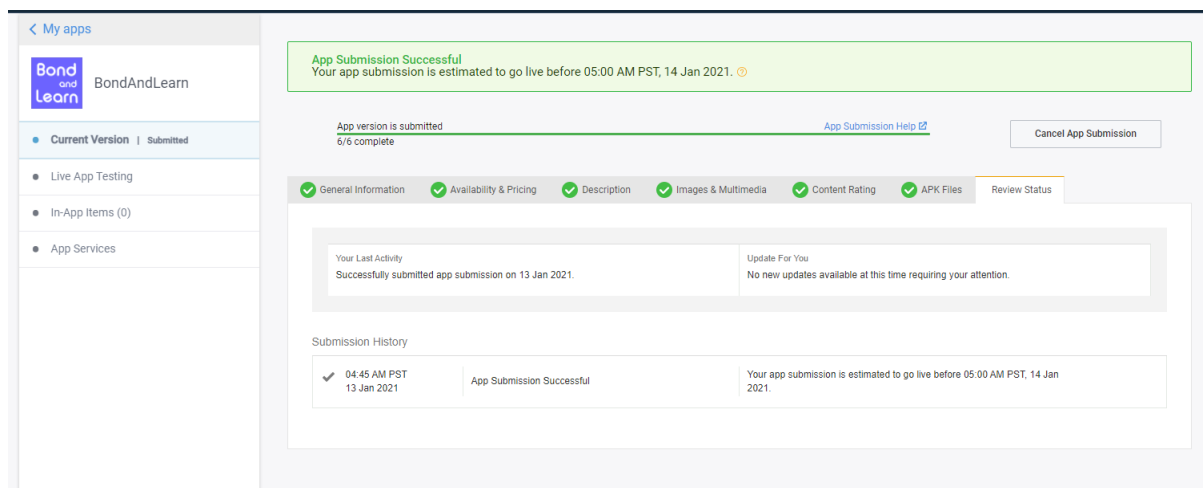 My apps
Bond
and
Learn
BondAndLearn
Current Version | Submitted
Live App Testing
In-App Items (0)
App Services
App Submission Successful
Your app submission is estimated to go live before 05:00 AM PST, 14 Jan 2021.
App version is submitted
App Submission Help
6/6 complete
Cancel App Submission
General Information
Availability & Pricing
Description
Images & Multimedia
Content Rating
APK Files
Review Status
Your Last Activity
Successfully submitted app submission on 13 Jan 2021.
Update For You
No new updates available at this time requiring your attention.
Submission History
04:45 AM PST
13 Jan 2021
App Submission Successful
Your app submission is estimated to go live before 05:00 AM PST, 14 Jan
2021.